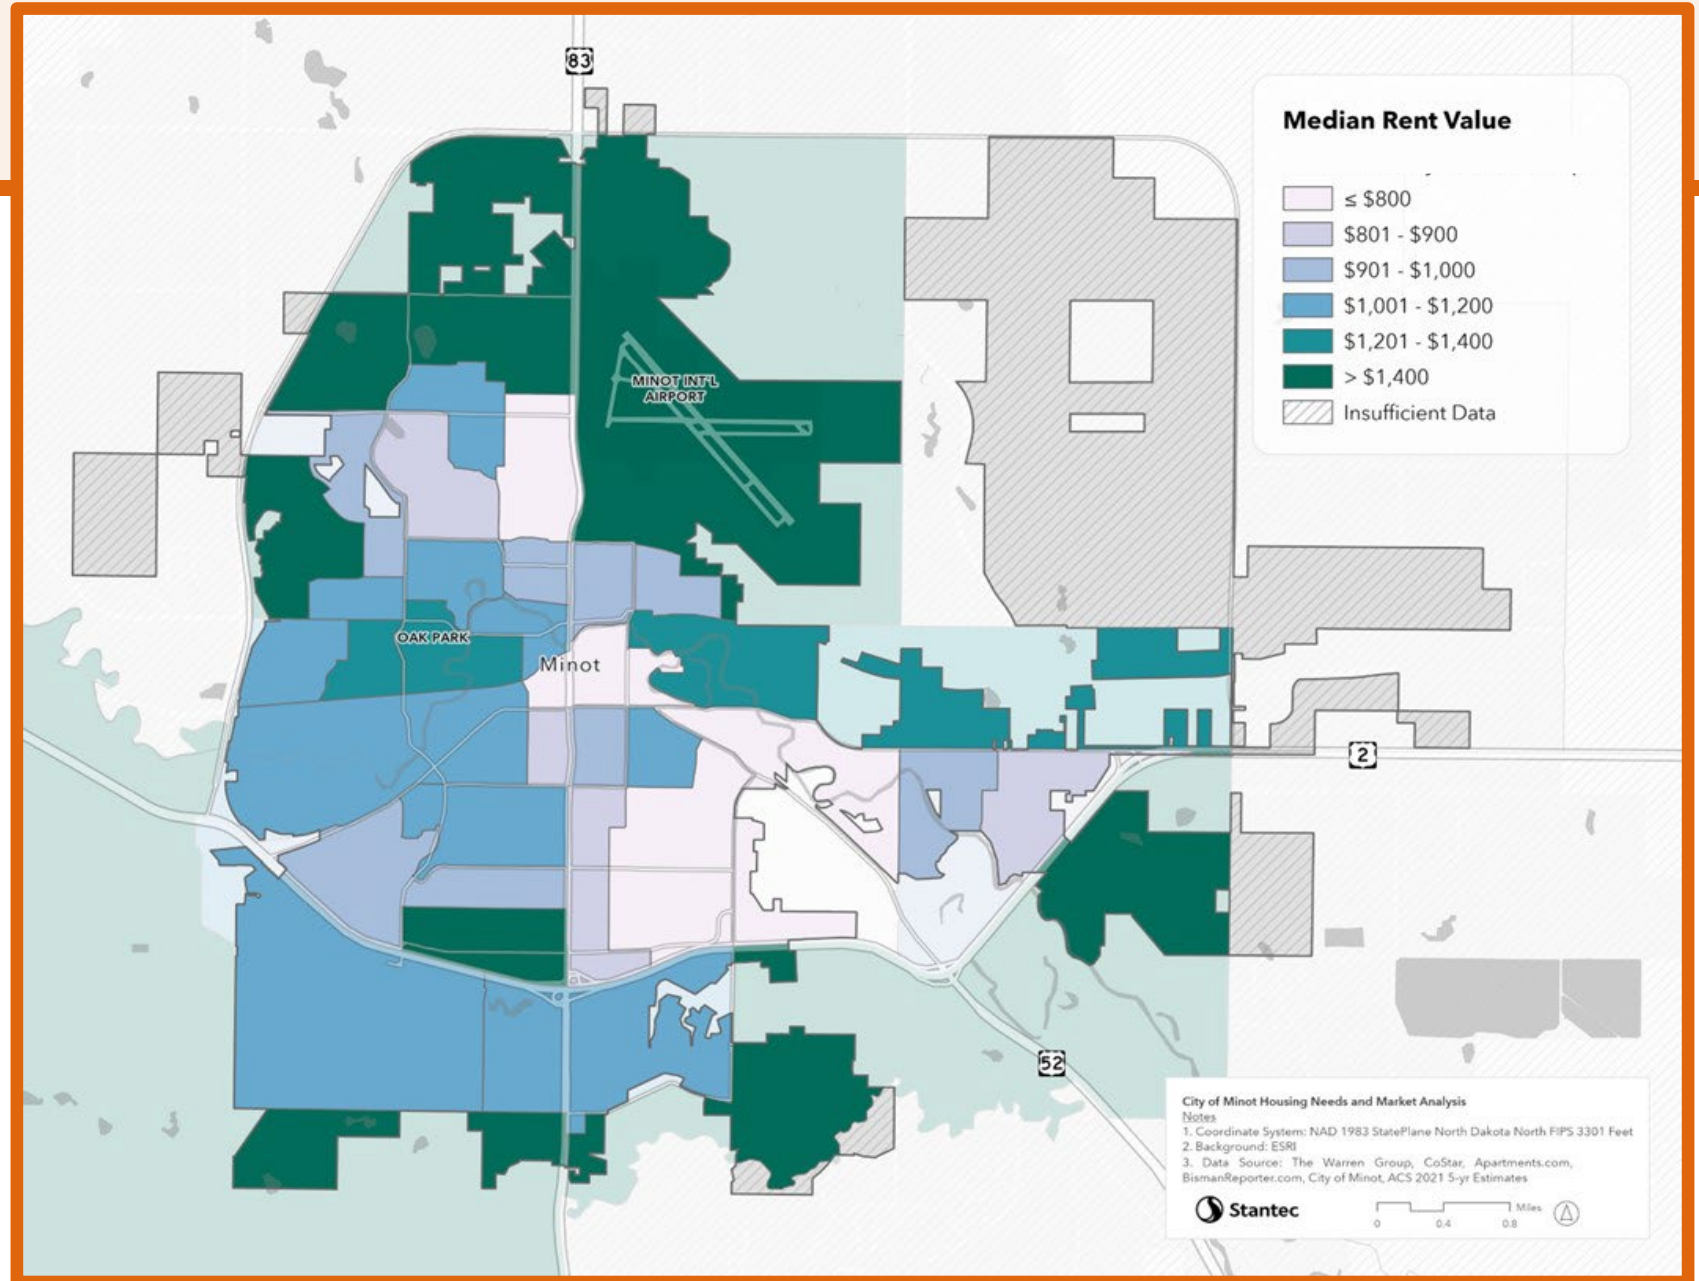 83
Median Rent Value
≤ $800
$801 - $900
$901 - $1,000
$1,001 - $1,200
$1,201 - $1,400
> $1,400
Insufficient Data
MINOT INT'L
AIRPORT
OAK PARK
Minot
2
52
City of Minot Housing Needs and Market Analysis
Notes
1. Coordinate System: NAD 1983 StatePlane North Dakota North FIPS 3301 Feet
2. Background: ESRI
3. Data Source: The Warren Group, CoStar, Apartments.com,
BismanReporter.com, City of Minot, ACS 2021 5-yr Estimates
Stantec
Miles
0 0.4 0.8